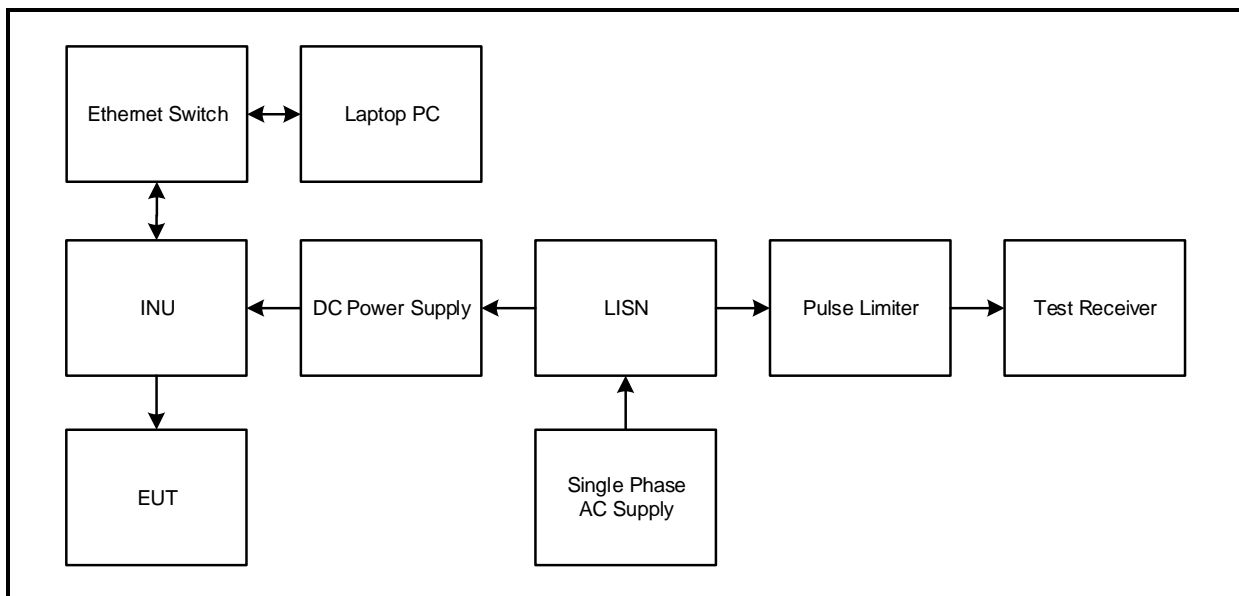 Ethernet Switch
Laptop PC
INU
DC Power Supply
LISN
Pulse Limiter
Test Receiver
EUT
Single Phase
AC Supply